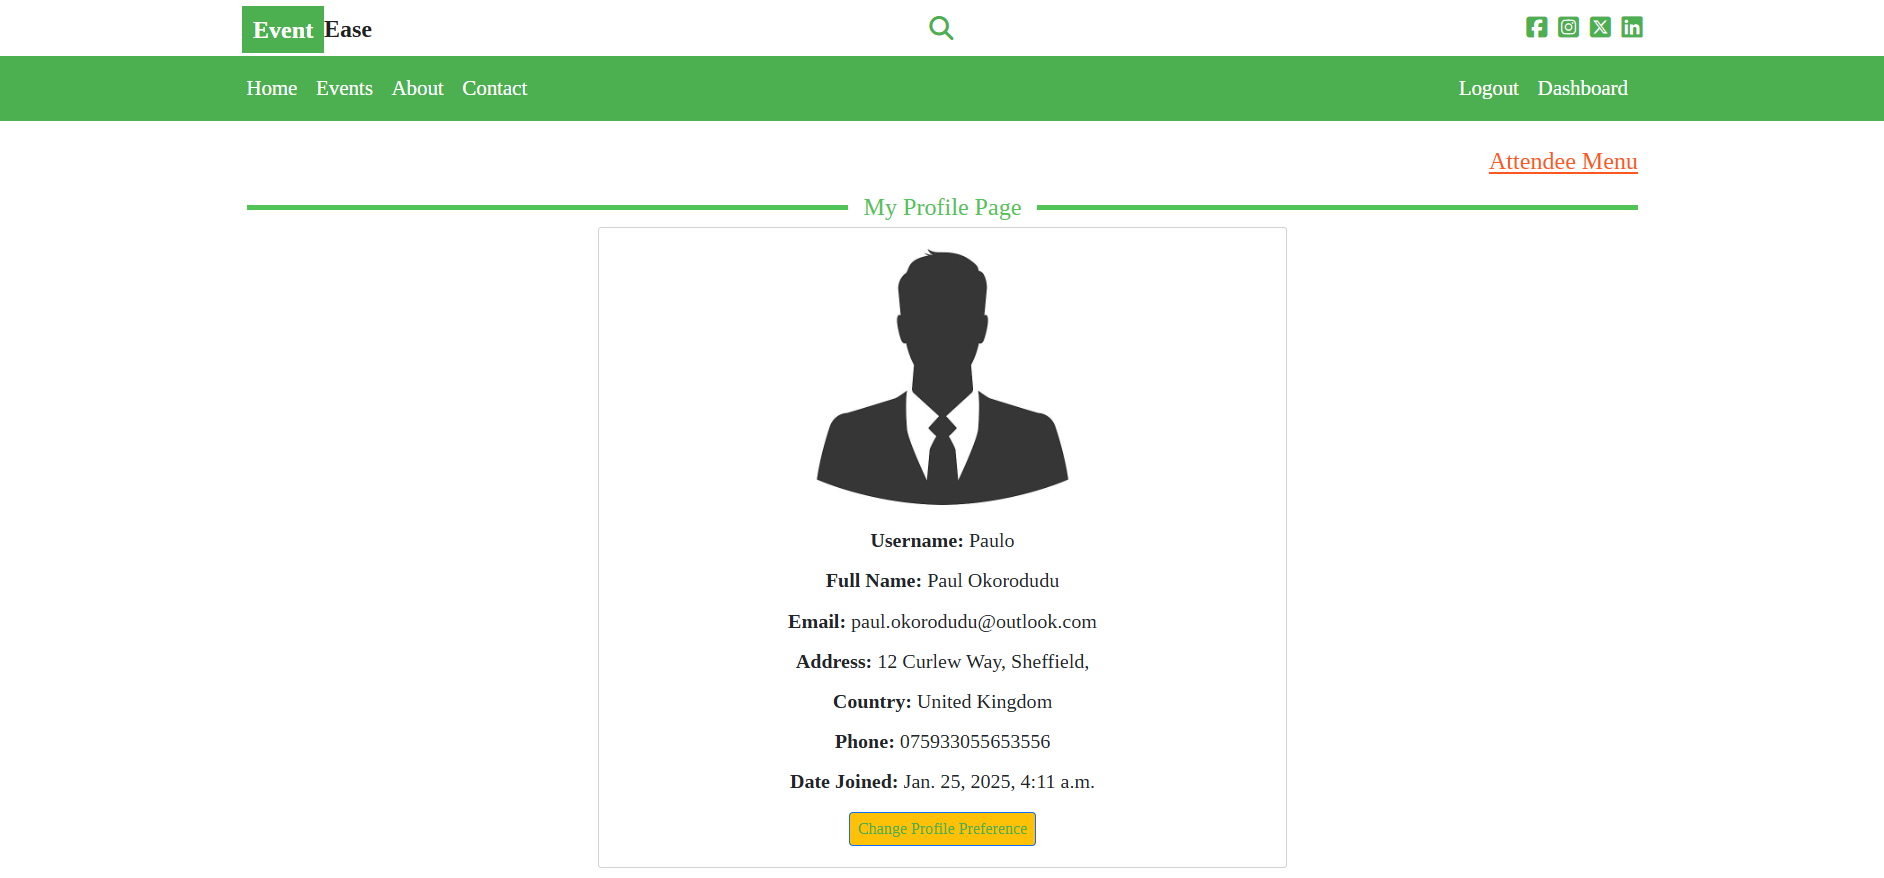 Event Ease
Home Events About Contact Logout Dashboard
Attendee Menu
My Profile Page
Username: Paulo
Full Name: Paul Okorodudu
Email: paul.okorodudu@outlook.com
Address: 12 Curlew Way, Sheffield,
Country: United Kingdom
Phone: 075933055653556
Date Joined: Jan. 25, 2025, 4:11 a.m.
Change Profile Preference